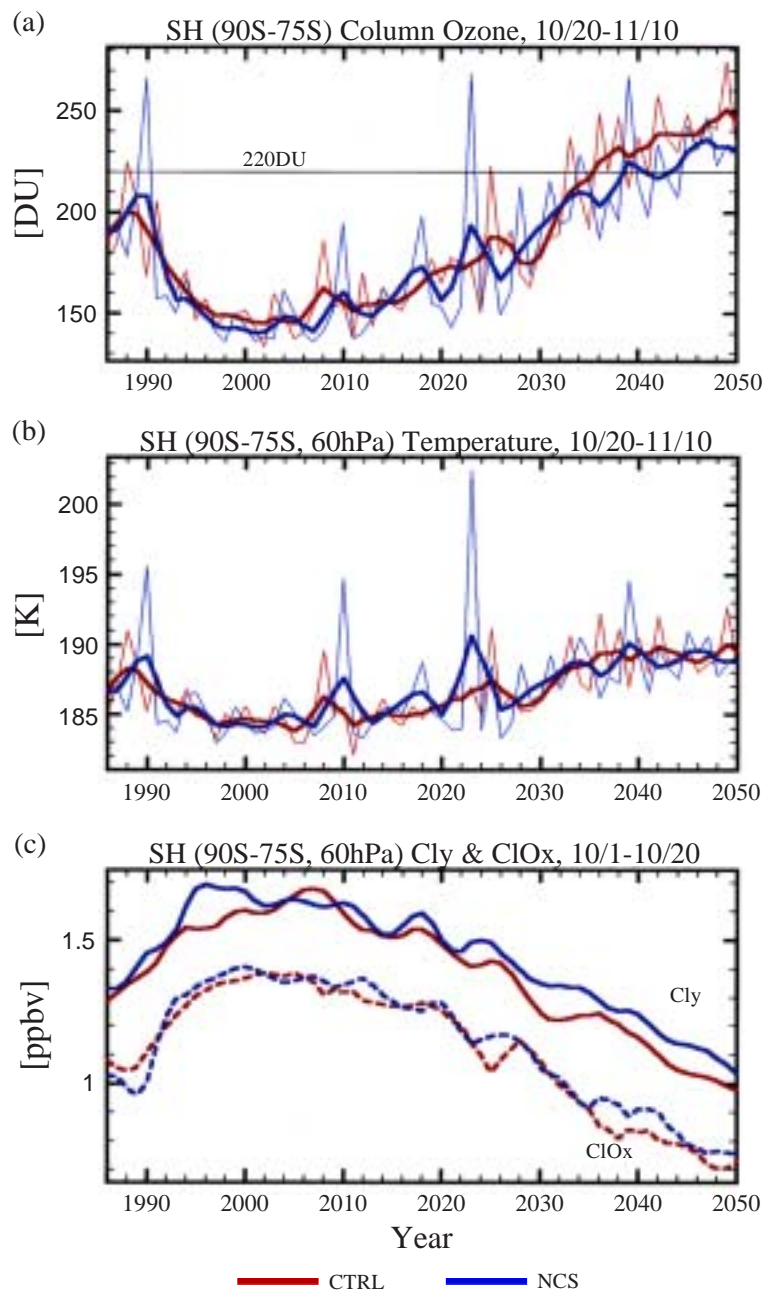 (a)
SH (90S-75S) Column Ozone, 10/20-11/10
[DU]
250
200
150
220DU
1990 2000 2010 2020 2030 2040 2050
(b)
SH (90S-75S, 60hPa) Temperature, 10/20-11/10
[K]
200
195
190
185
1990 2000 2010 2020 2030 2040 2050
(c)
SH (90S-75S, 60hPa) Cly & ClOx, 10/1-10/20
[ppbv]
1.5
1
Cly
ClOx
1990 2000 2010 2020 2030 2040 2050
Year
CTRL NCS